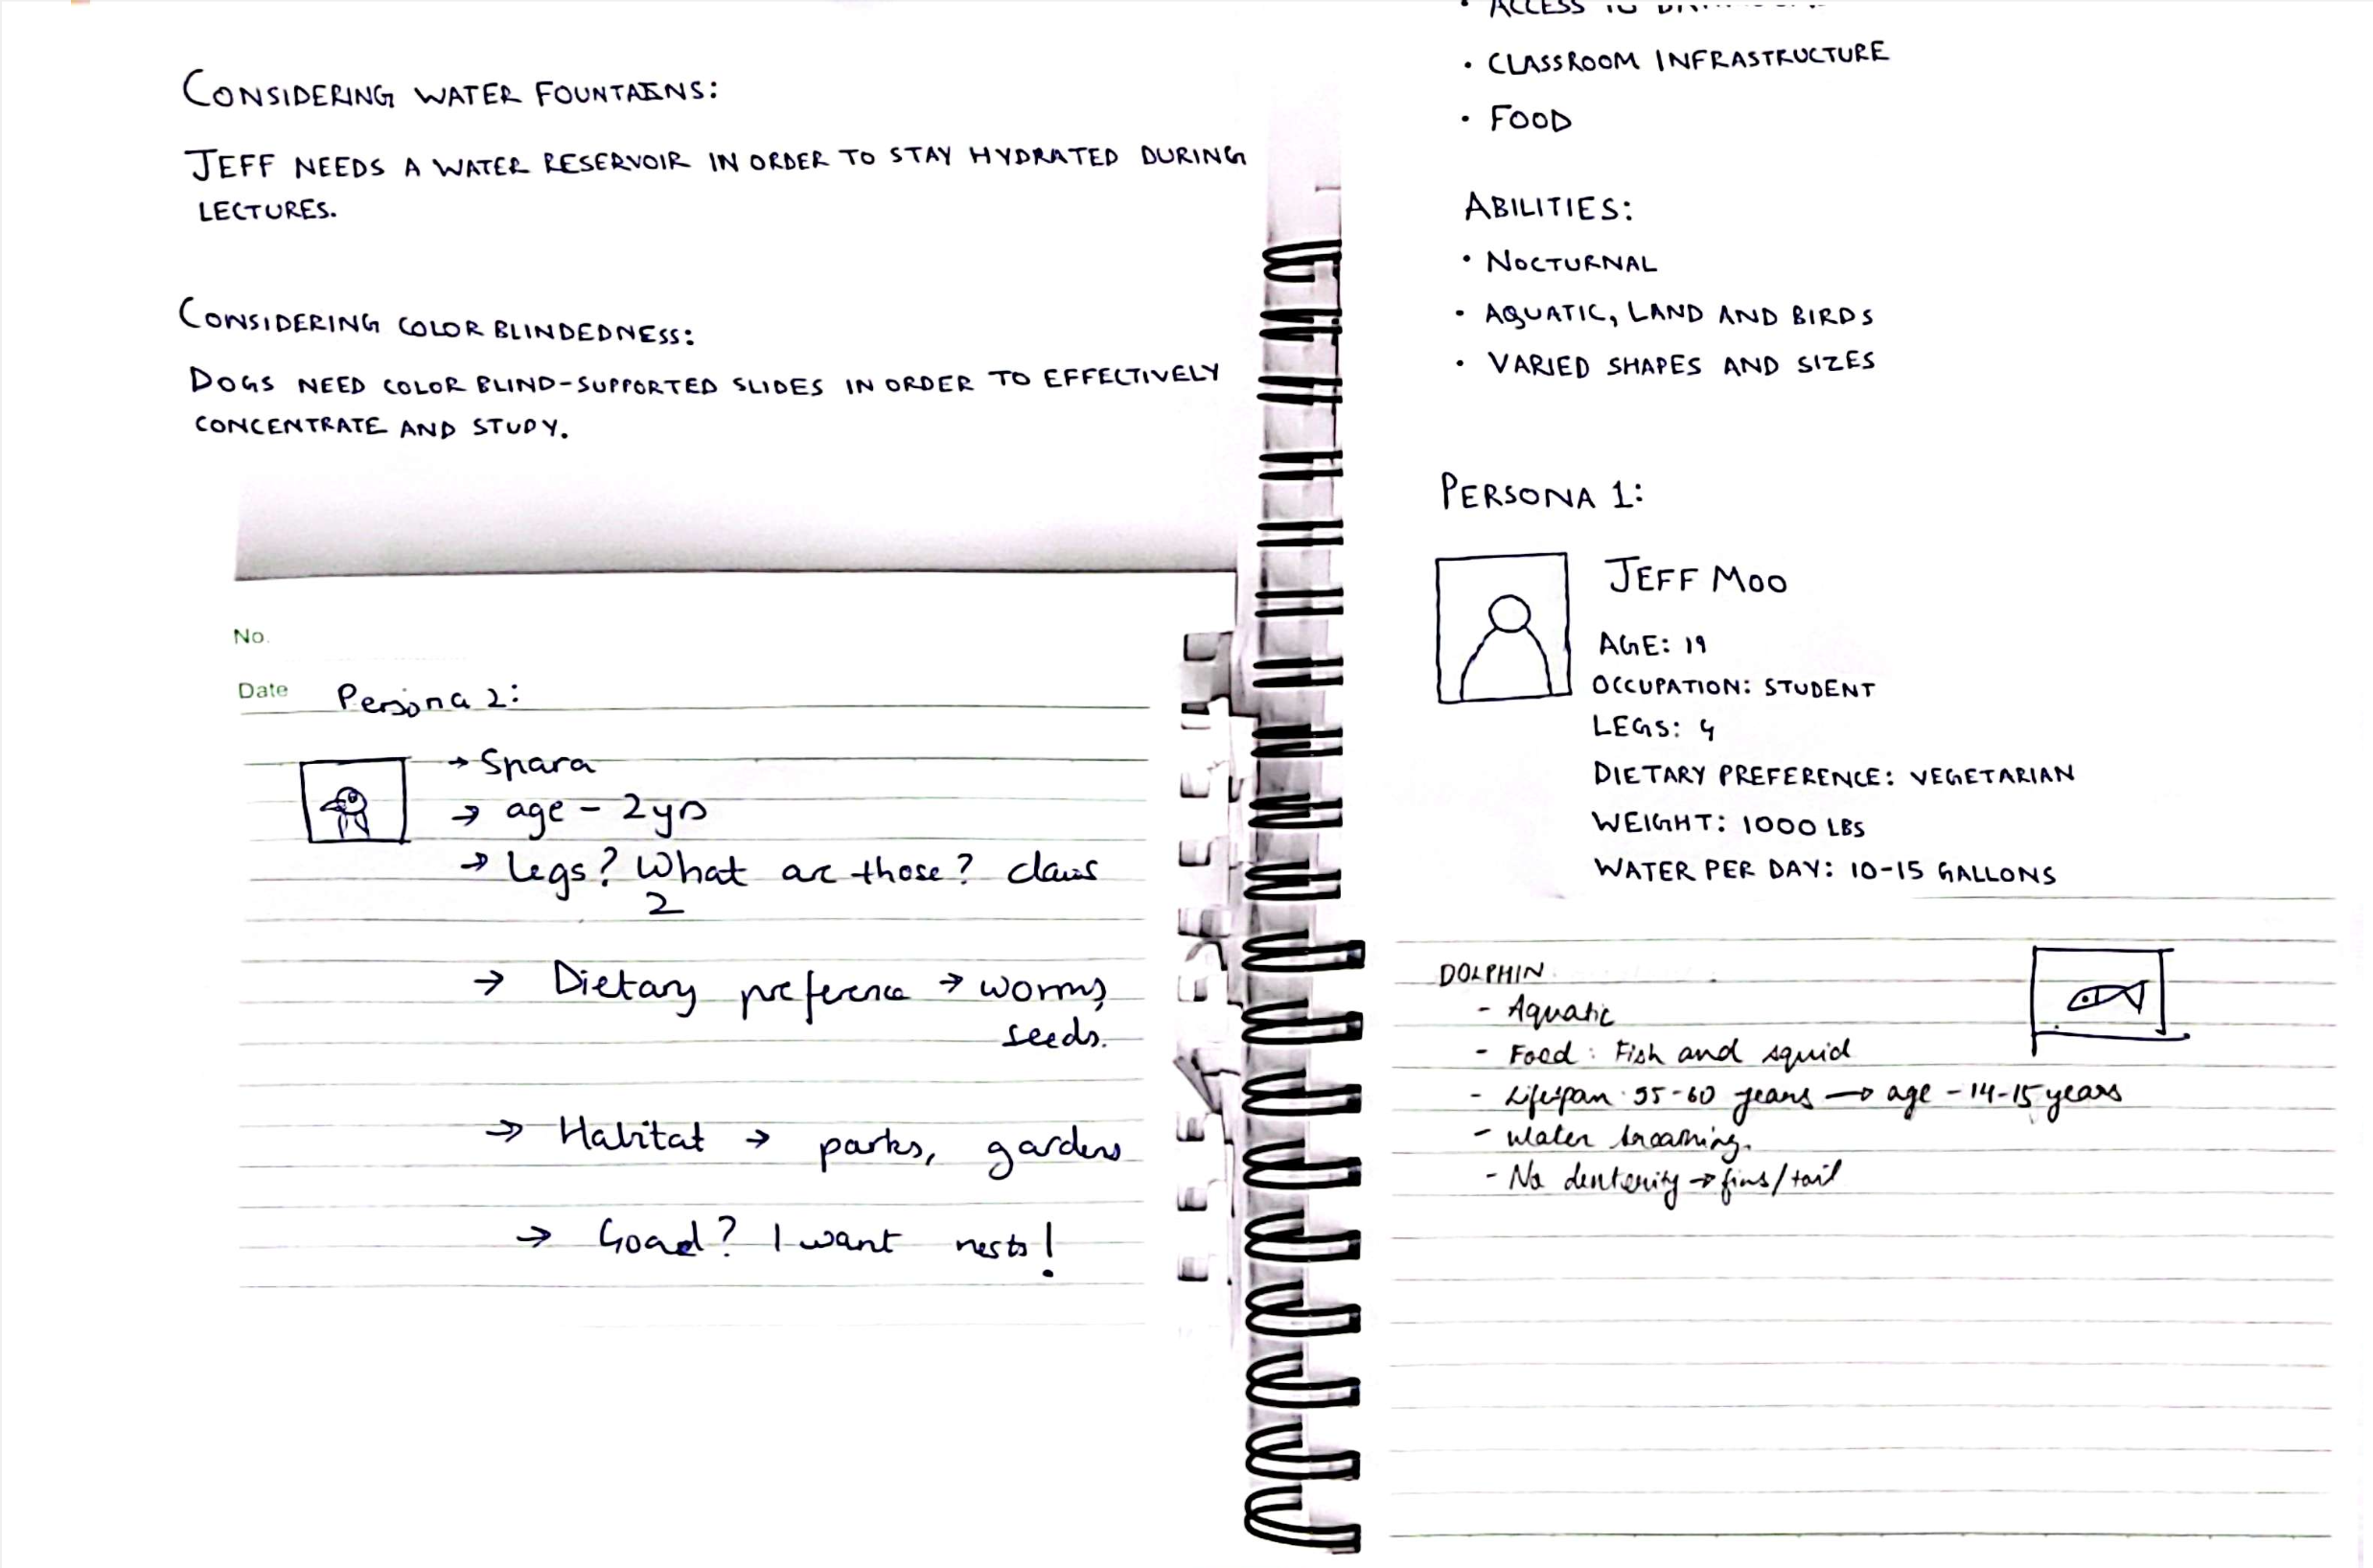 CONSIDERING WATER FOUNTAINS:
JEFF NEEDS A WATER RESERVOIR IN ORDER TO STAY HYDRATED DURING
LECTURES.
CONSIDERING COLOR BLINDEDNESS:
DOGS NEED COLOR BLIND-SUPPORTED SLIDES IN ORDER TO EFFECTIVELY
CONCENTRATE AND STUDY.
No.
Date Persona 2:
→ Spara
→ age - 2yrs
→ Legs? What are those? claws
2
→ Dietary preference → worms,
seeds.
→ Habitat → parks, gardens
→ Goal? I want nests!
• ACCESS TO
• CLASSROOM INFRASTRUCTURE
• FOOD
ABILITIES:
• NOCTURNAL
• AQUATIC, LAND AND BIRDS
• VARIED SHAPES AND SIZES
PERSONA 1:
JEFF MOO
AGE: 19
OCCUPATION: STUDENT
LEGS: 4
DIETARY PREFERENCE: VEGETARIAN
WEIGHT: 1000 LBS
WATER PER DAY: 10-15 GALLONS
DOLPHIN
- Aquatic
- Food: Fish and squid
- Lifespan 55-60 years → age - 14-15 years
- water
- No dexterity → fins/tail